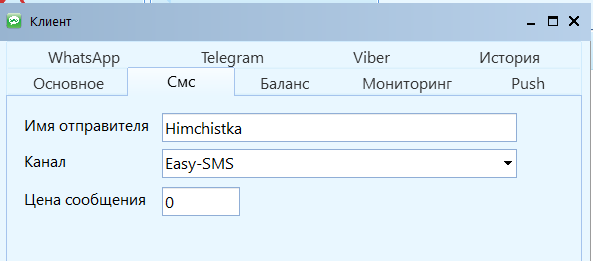 Клиент
WhatsApp Telegram Viber История
Основное Смс Баланс Мониторинг Push
Имя отправителя Himchistka
Канал Easy-SMS
Цена сообщения 0